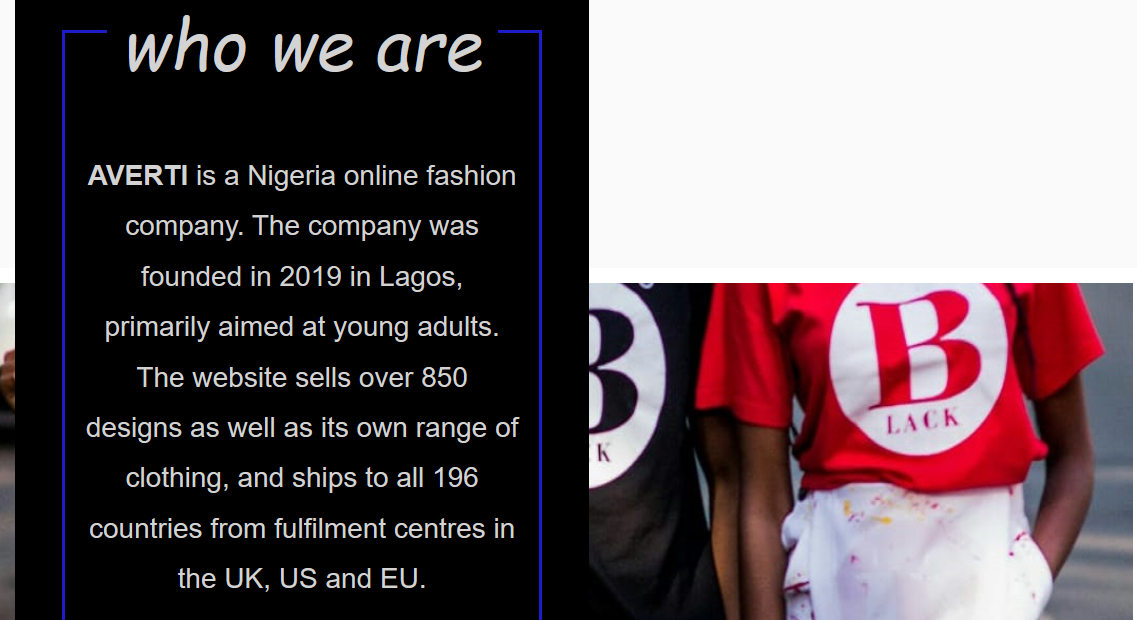 who we are
AVERTI is a Nigeria online fashion
company. The company was
founded in 2019 in Lagos,
primarily aimed at young adults.
The website sells over 850
designs as well as its own range of
clothing, and ships to all 196
countries from fulfilment centres in
the UK, US and EU.
B
LACK
B
K